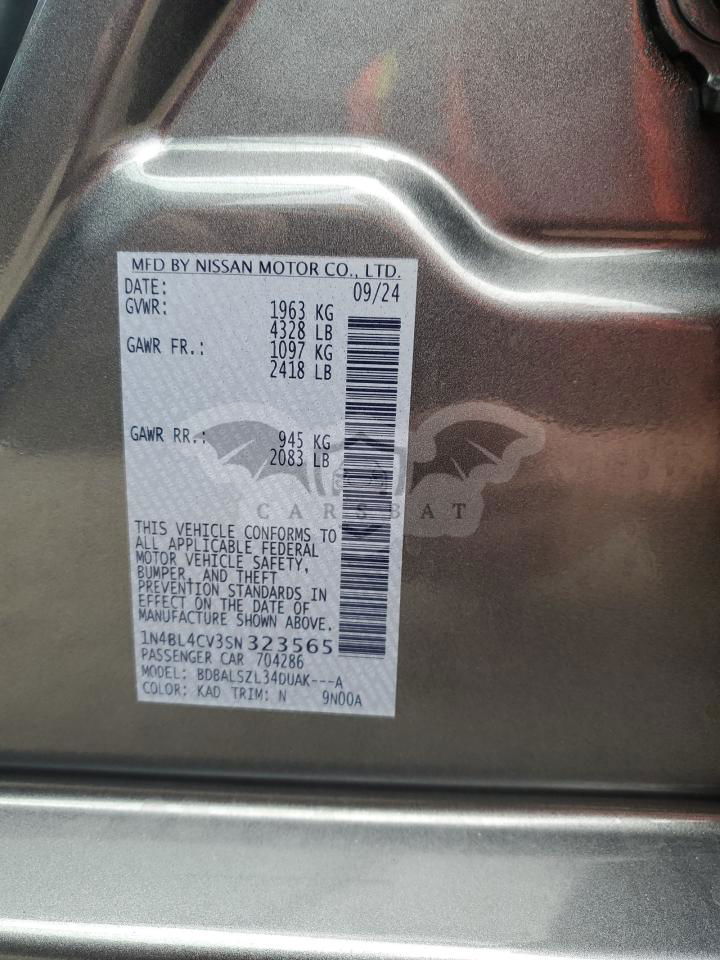 MFD BY NISSAN MOTOR CO., LTD.
DATE: 09/24
GVWR: 1963 KG
4328 LB
GAWR FR.: 1097 KG
2418 LB
GAWR RR.: 945 KG
2083 LB
CARSBAT
THIS VEHICLE CONFORMS TO
ALL APPLICABLE FEDERAL
MOTOR VEHICLE SAFETY,
BUMPER, AND THEFT
PREVENTION STANDARDS IN
EFFECT ON THE DATE OF
MANUFACTURE SHOWN ABOVE.
1N4BL4CV3SN323565
PASSENGER CAR 704286
MODEL: BDBALSZL34DUAK---A
COLOR: KAD TRIM: N 9N00A